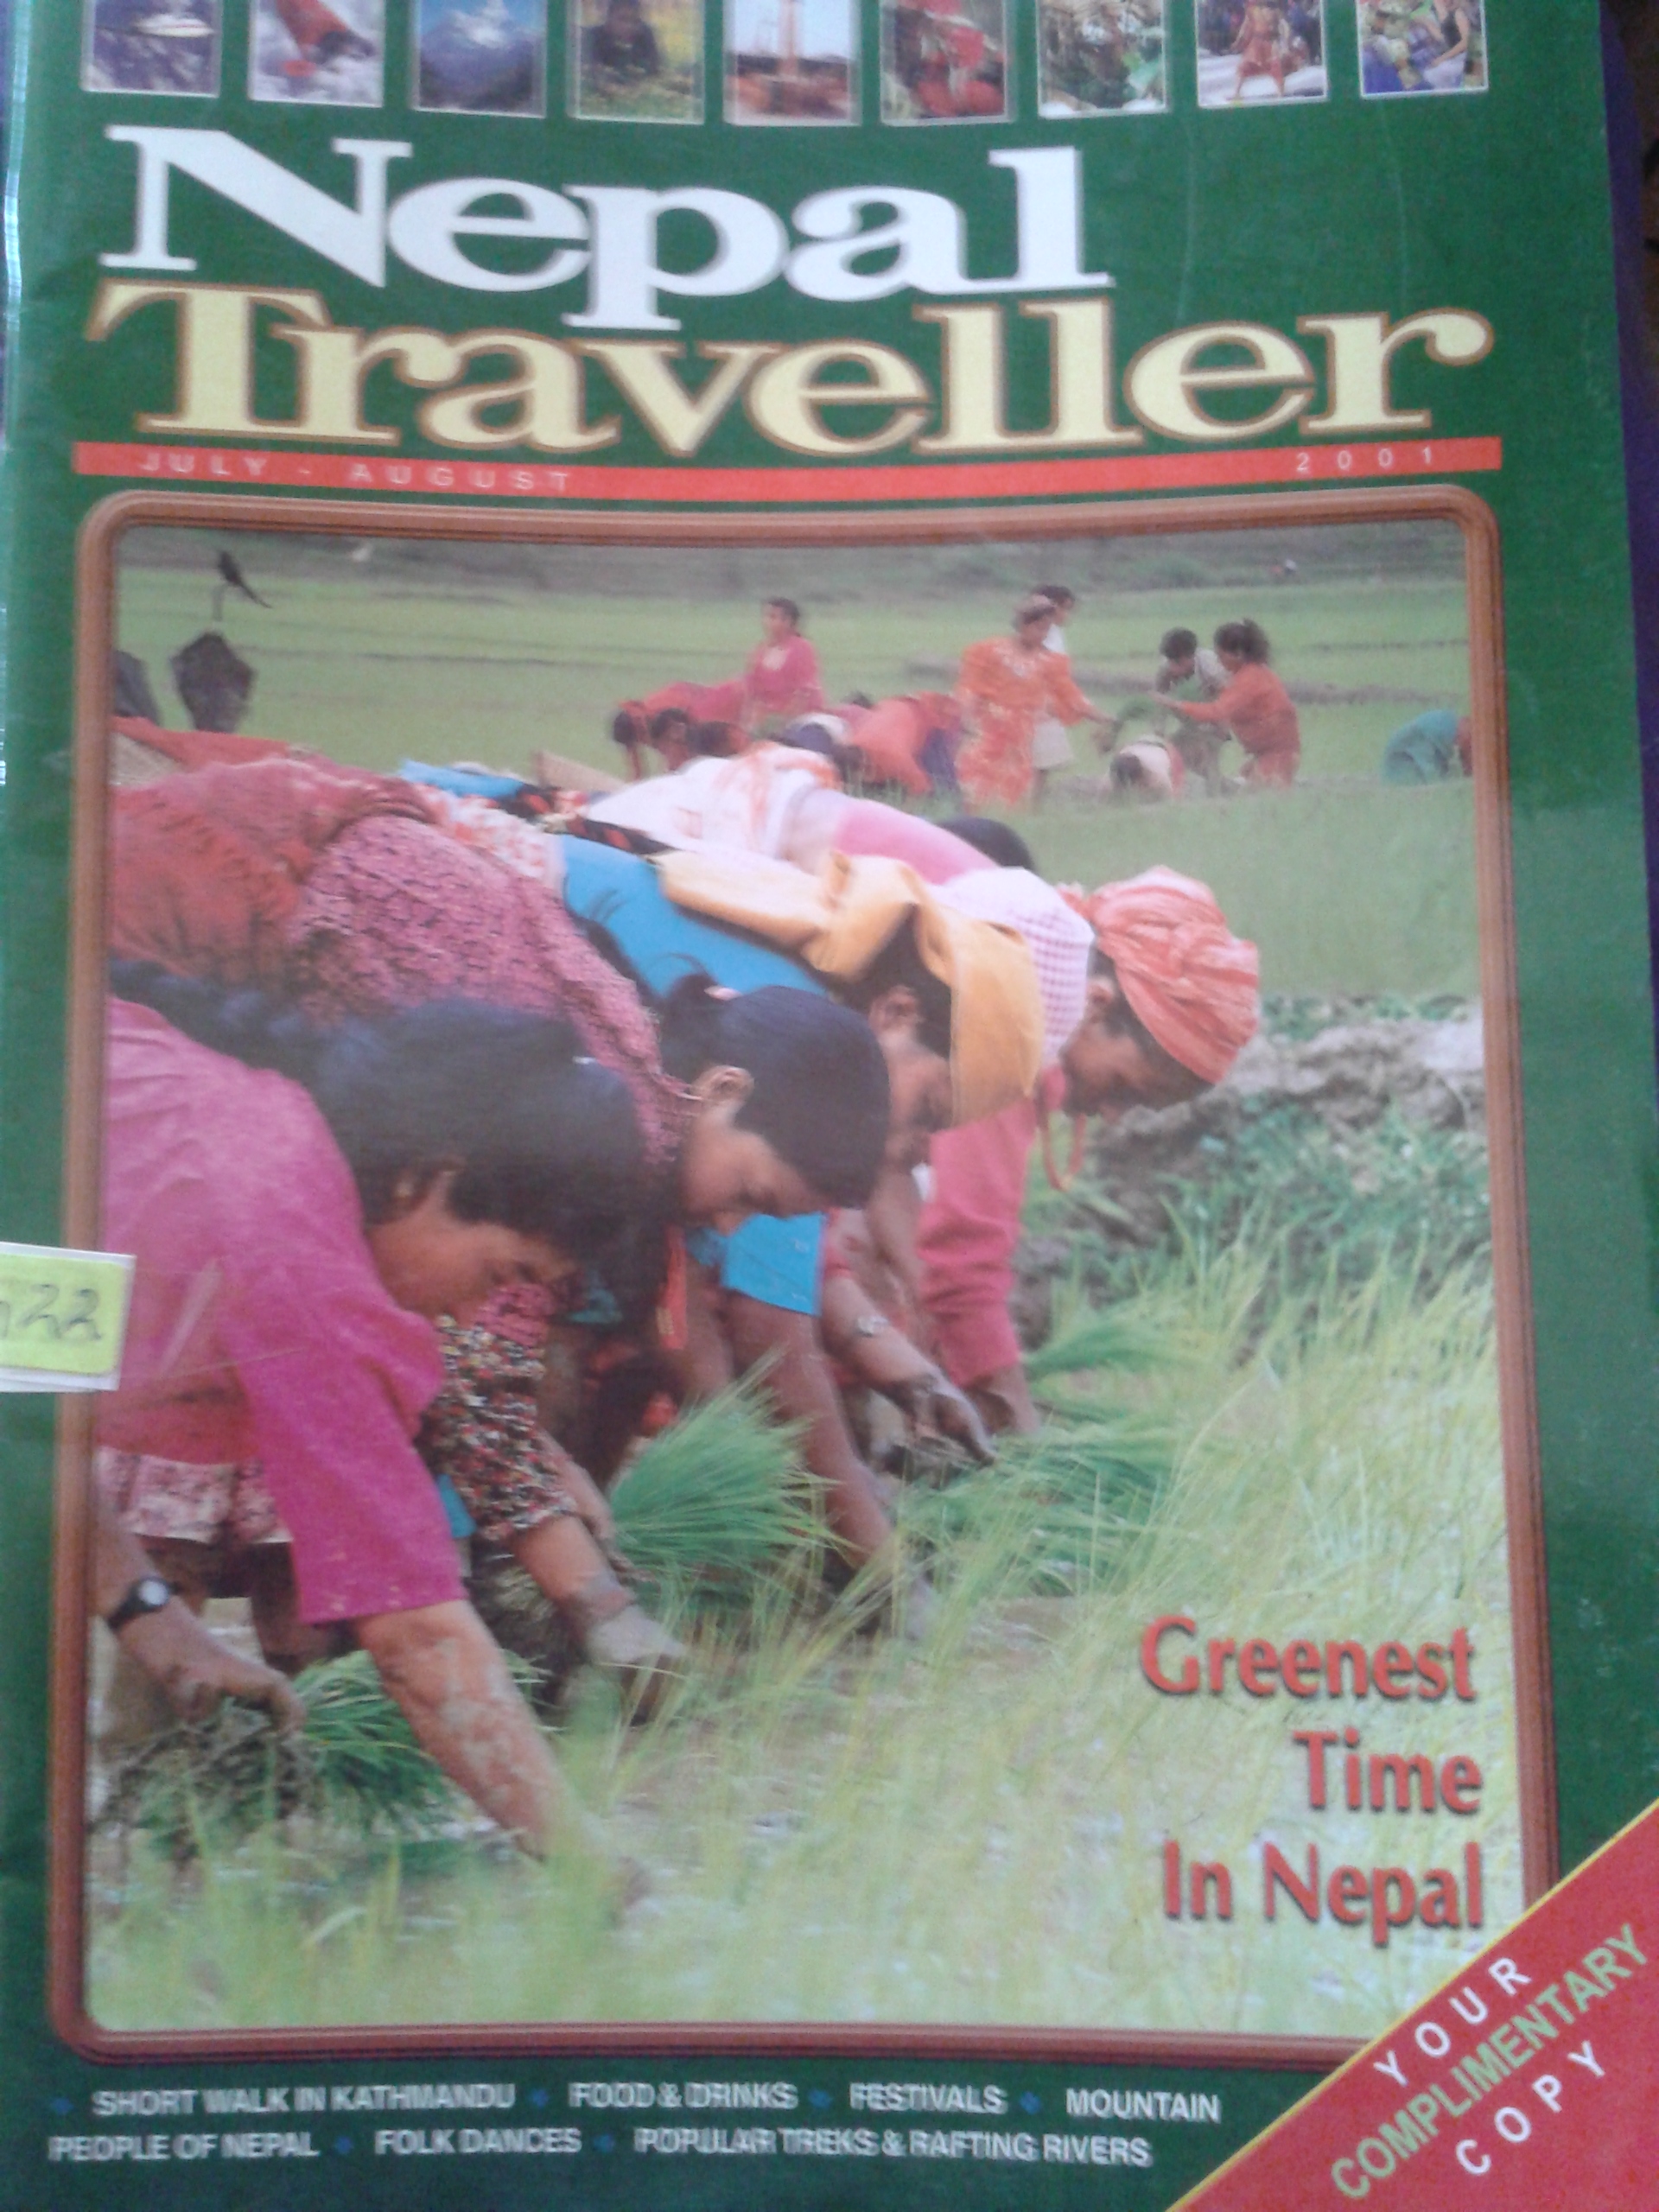 Nepal
Traveller
JULY - AUGUST 2001
22
Greenest
Time
In Nepal
YOUR
COMPLIMENTARY
COPY
SHORT WALK IN KATHMANDU FOOD & DRINKS FESTIVALS MOUNTAIN
PEOPLE OF NEPAL FOLK DANCES POPULAR TREKS & RAFTING RIVERS